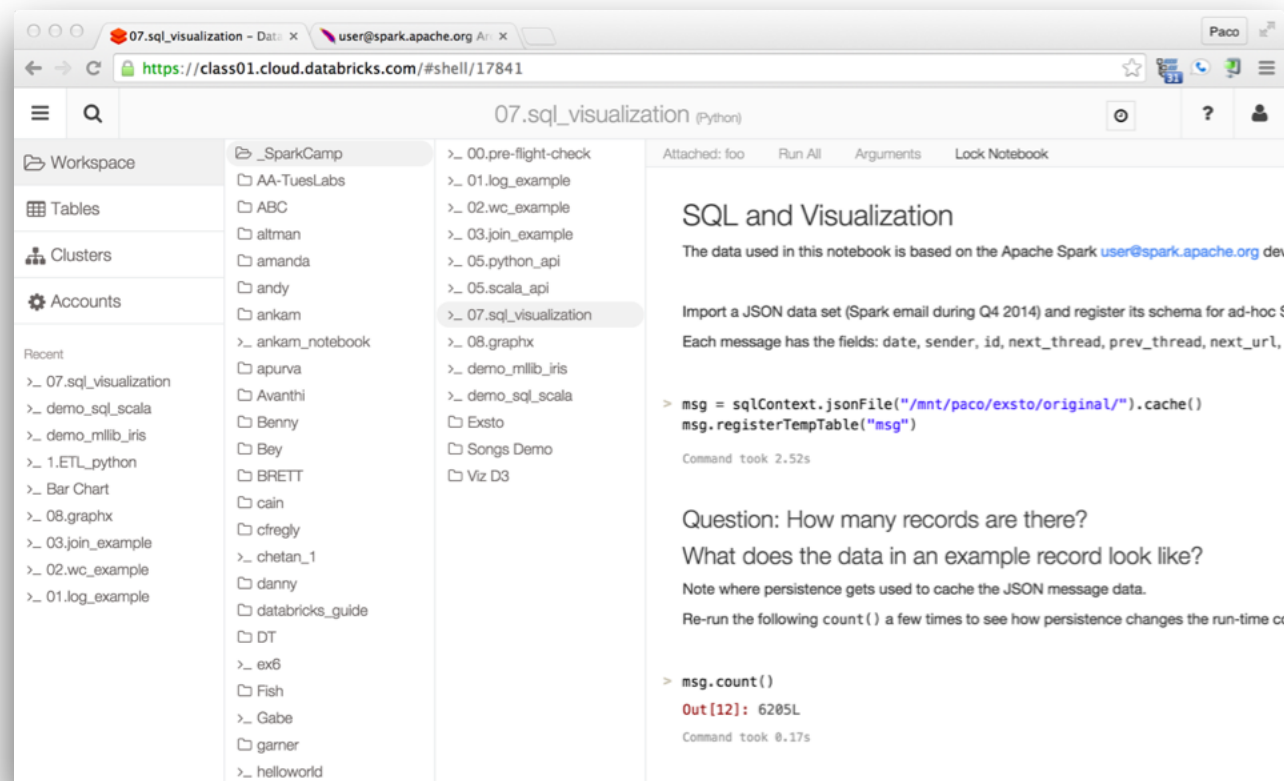 07.sql_visualization – Data
user@spark.apache.org Ar
Paco
https://class01.cloud.databricks.com/#shell/17841
31
07.sql_visualization (Python)
?
Workspace
Tables
Clusters
Accounts
Recent
>_ 07.sql_visualization
>_ demo_sql_scala
>_ demo_mllib_iris
>_ 1.ETL_python
>_ Bar Chart
>_ 08.graphx
>_ 03.join_example
>_ 02.wc_example
>_ 01.log_example
_SparkCamp
AA-TuesLabs
ABC
altman
amanda
andy
ankam
>_ ankam_notebook
apurva
Avanthi
Benny
Bey
BRETT
cain
cfregly
>_ chetan_1
danny
databricks_guide
DT
>_ ex6
Fish
>_ Gabe
garner
>_ helloworld
>_ 00.pre-flight-check
>_ 01.log_example
>_ 02.wc_example
>_ 03.join_example
>_ 05.python_api
>_ 05.scala_api
>_ 07.sql_visualization
>_ 08.graphx
>_ demo_mllib_iris
>_ demo_sql_scala
Exsto
Songs Demo
Viz D3
Attached: foo Run All Arguments Lock Notebook
SQL and Visualization
The data used in this notebook is based on the Apache Spark user@spark.apache.org dev
Import a JSON data set (Spark email during Q4 2014) and register its schema for ad-hoc S
Each message has the fields: date, sender, id, next_thread, prev_thread, next_url,
> msg = sqlContext.jsonFile("/mnt/paco/exsto/original/").cache()
msg.registerTempTable("msg")
Command took 2.52s
Question: How many records are there?
What does the data in an example record look like?
Note where persistence gets used to cache the JSON message data.
Re-run the following count() a few times to see how persistence changes the run-time co
> msg.count()
Out[12]: 6205L
Command took 0.17s